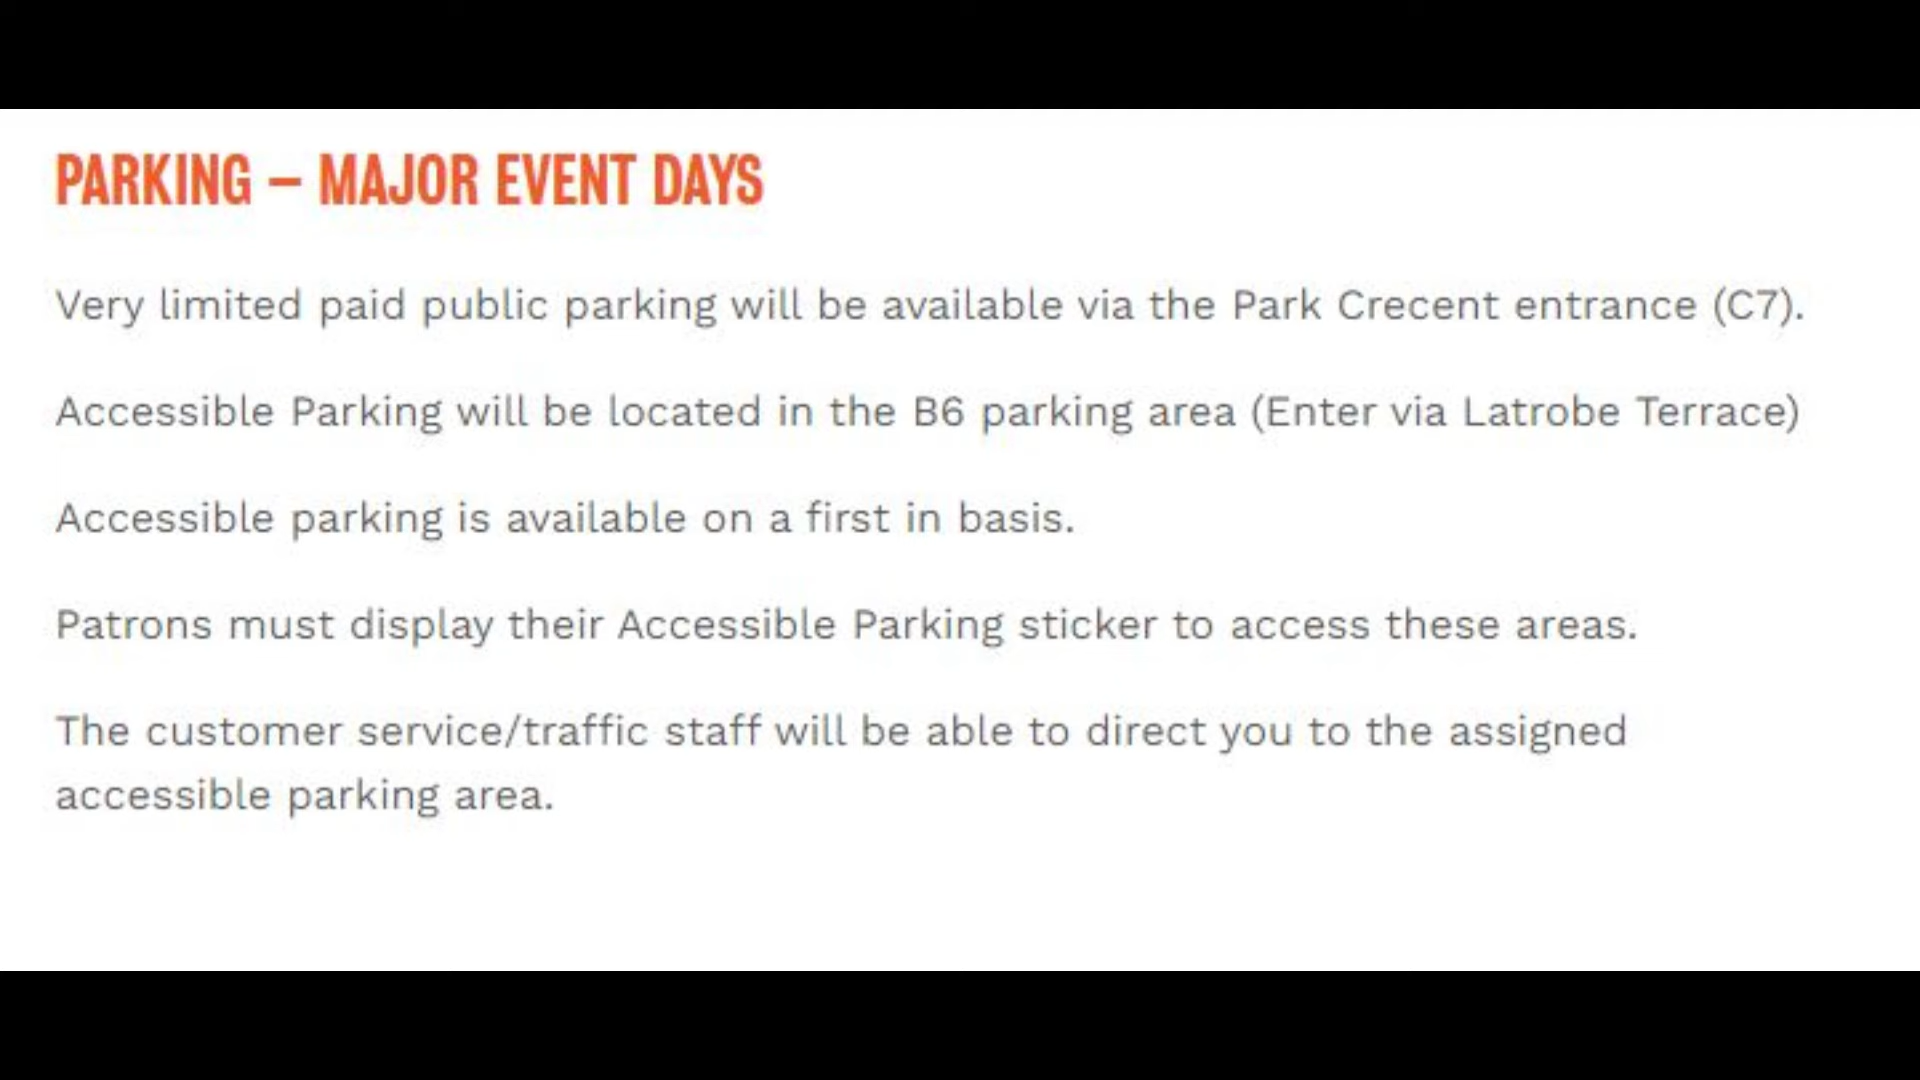 PARKING – MAJOR EVENT DAYS
Very limited paid public parking will be available via the Park Crecent entrance (C7).
Accessible Parking will be located in the B6 parking area (Enter via Latrobe Terrace)
Accessible parking is available on a first in basis.
Patrons must display their Accessible Parking sticker to access these areas.
The customer service/traffic staff will be able to direct you to the assigned
accessible parking area.